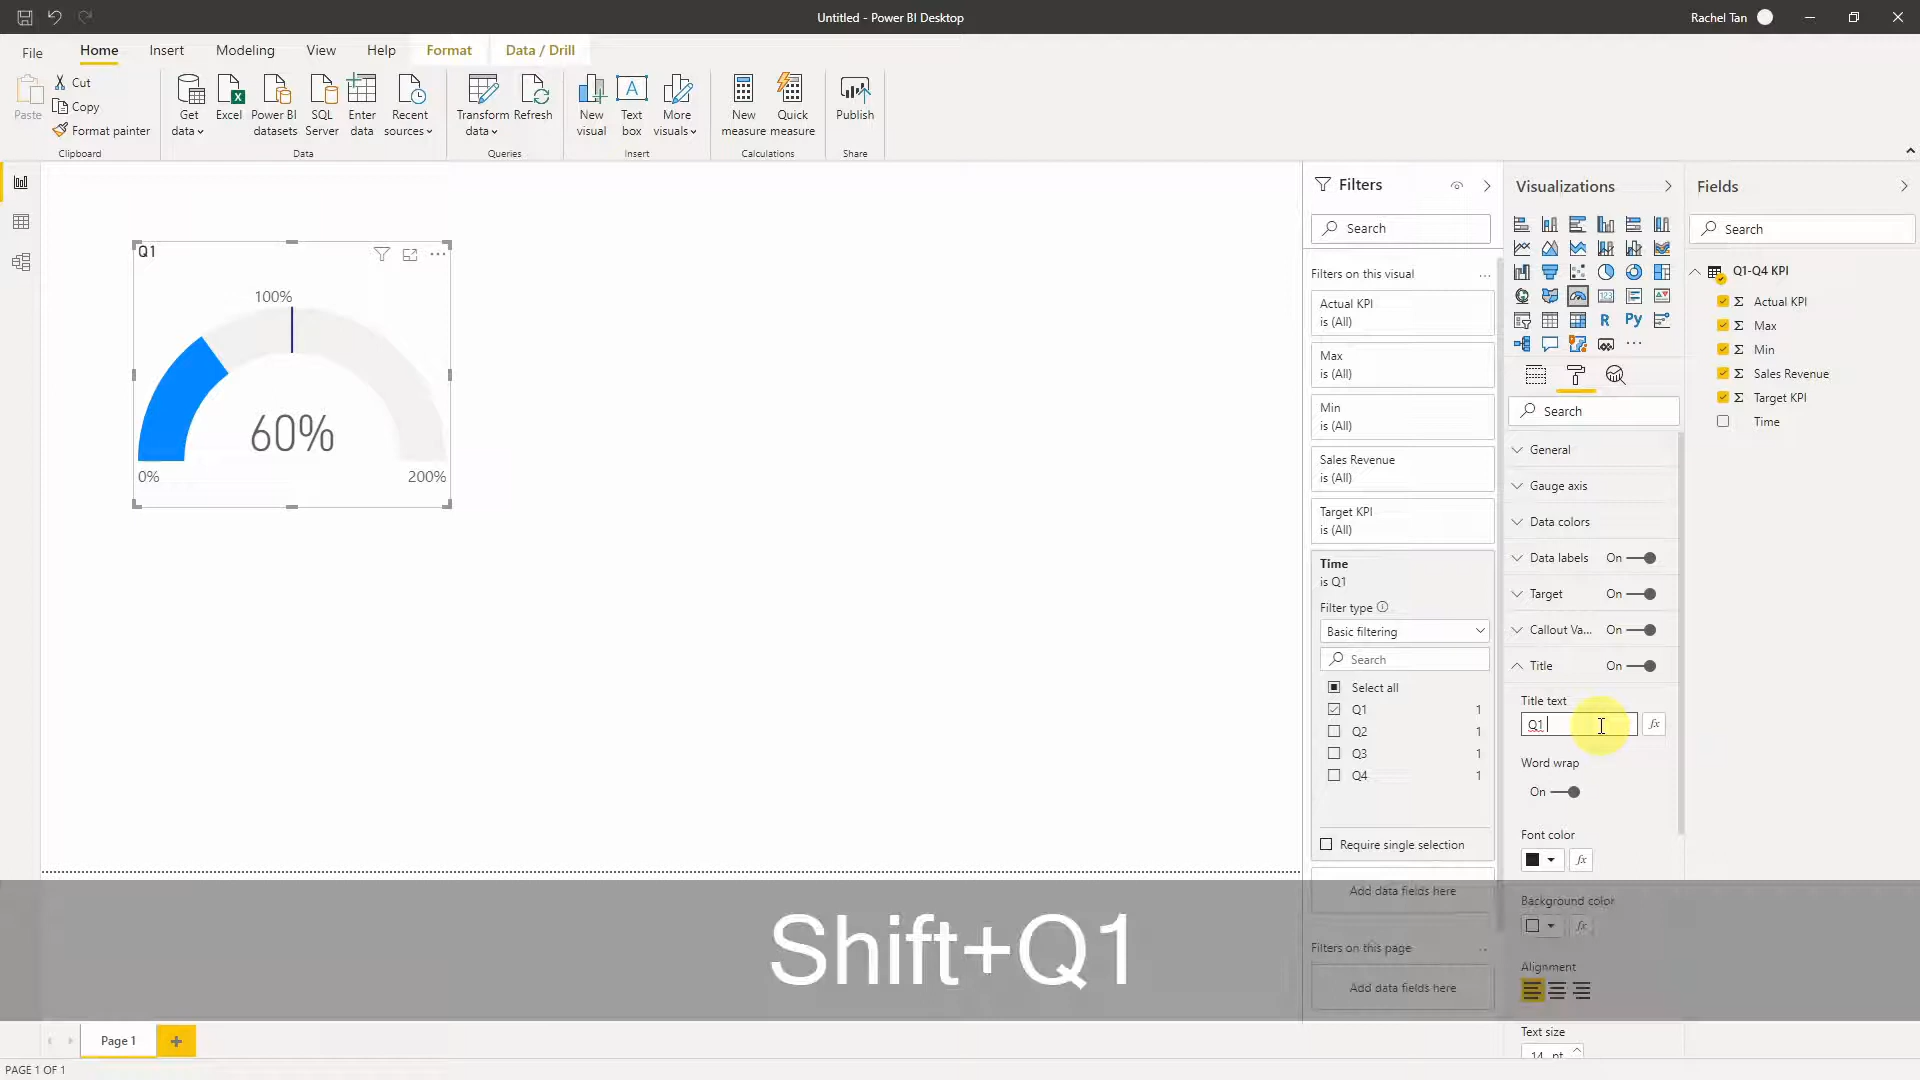 Untitled - Power BI Desktop
Rachel Tan
File
Home
Insert
Modeling
View
Help
Format
Data / Drill
Paste
Cut
Copy
Format painter
Clipboard
Get data
Excel
Power BI datasets
SQL Server
Enter data
Recent sources
Data
Transform data
Refresh
Queries
New visual
Text box
More visuals
Insert
New measure
Quick measure
Calculations
Publish
Share
Q1
100%
60%
0%
200%
Filters
Search
Filters on this visual
Actual KPI
is (All)
Max
is (All)
Min
is (All)
Sales Revenue
is (All)
Target KPI
is (All)
Time
is Q1
Filter type
Basic filtering
Search
Select all
Q1 1
Q2 1
Q3 1
Q4 1
Require single selection
Add data fields here
Filters on this page
Add data fields here
Visualizations
R
Py
Search
General
Gauge axis
Data colors
Data labels On
Target On
Callout Va... On
Title On
Title text
Q1
fx
Word wrap
On
Font color
fx
Background color
fx
Alignment
Text size
14 pt
Fields
Search
Q1-Q4 KPI
Actual KPI
Max
Min
Sales Revenue
Target KPI
Time
Shift+Q1
Page 1
PAGE 1 OF 1